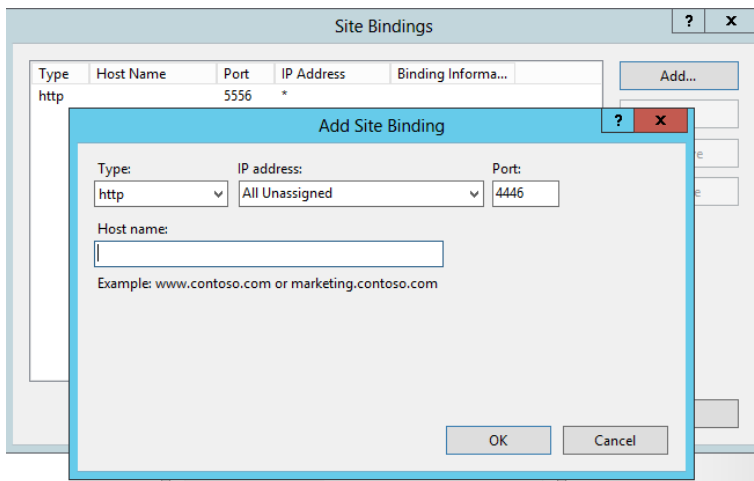 Site Bindings
? x
Type Host Name Port IP Address Binding Informa...
http 5556 *
Add...
Add Site Binding
? x
Type: IP address: Port:
http All Unassigned 4446
Host name:
Example: www.contoso.com or marketing.contoso.com
OK Cancel